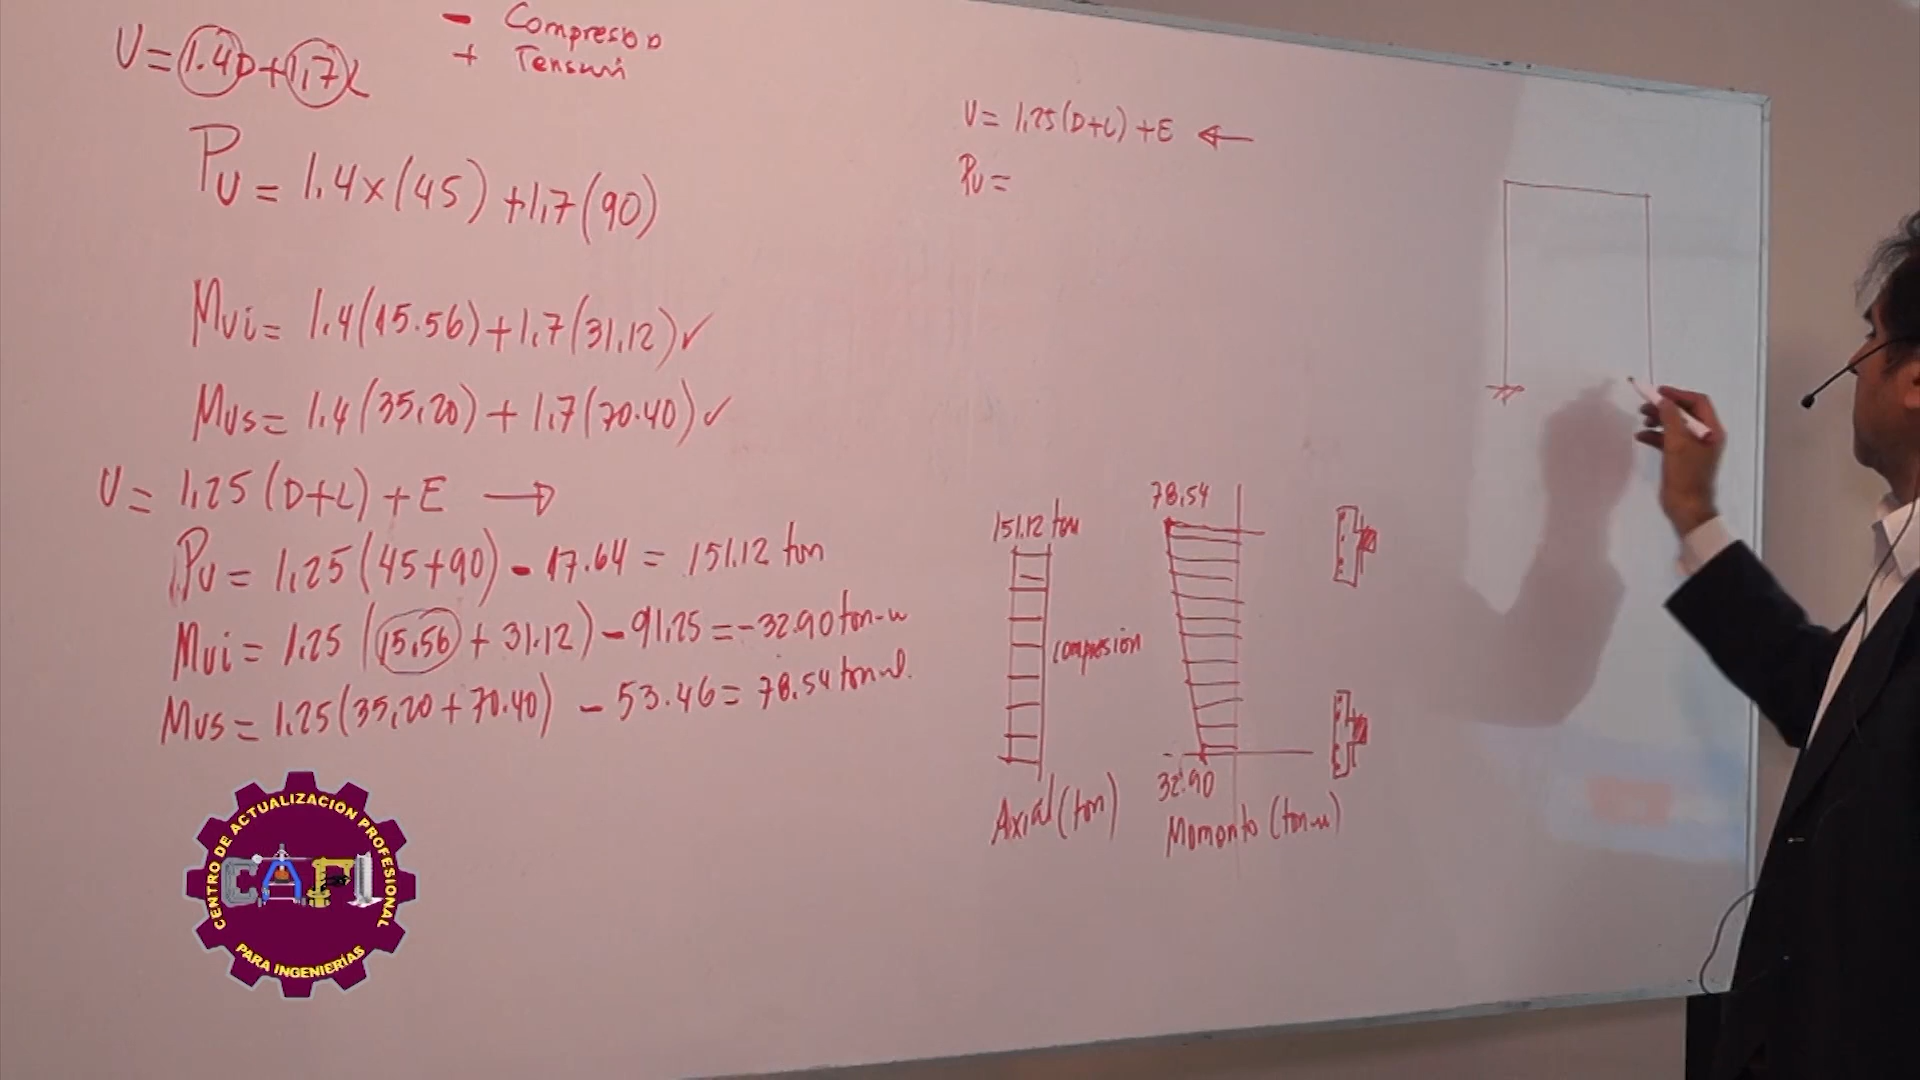 - Compresion
+ Tensión
U = 1.4D + 1,7L
PU = 1.4x(45) + 1,7(90)
MUi = 1.4(15.56) + 1,7(31,12) ✓
MUS = 1.4(35,20) + 1,7(70.40) ✓
U = 1,25(D+L) + E →
PU = 1,25(45+90) - 17.64 = 151.12 ton
MUi = 1.25(15,56 + 31.12) - 91,25 = -32.90 ton-m
MUS = 1.25(35,20 + 70.40) - 53.46 = 78.54 ton-m.
U = 1,25(D+L) + E ←
PU =
151.12 ton
compresión
Axial (ton)
78,54
32.90
Momento (ton-m)
CENTRO DE ACTUALIZACIÓN PROFESIONAL
CAPI
PARA INGENIERÍAS